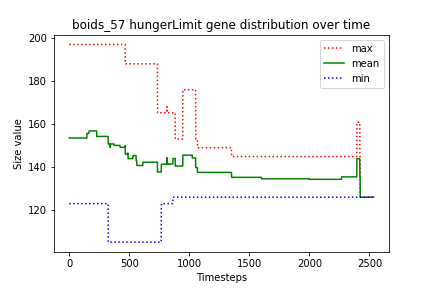 boids_57 hungerLimit gene distribution over time
200
180
160
140
120
Size value
max
mean
min
0 500 1000 1500 2000 2500
Timesteps